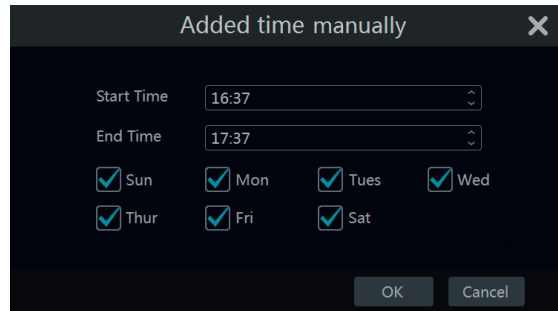 Added time manually
Start Time 16:37
End Time 17:37
Sun Mon Tues Wed
Thur Fri Sat
OK Cancel